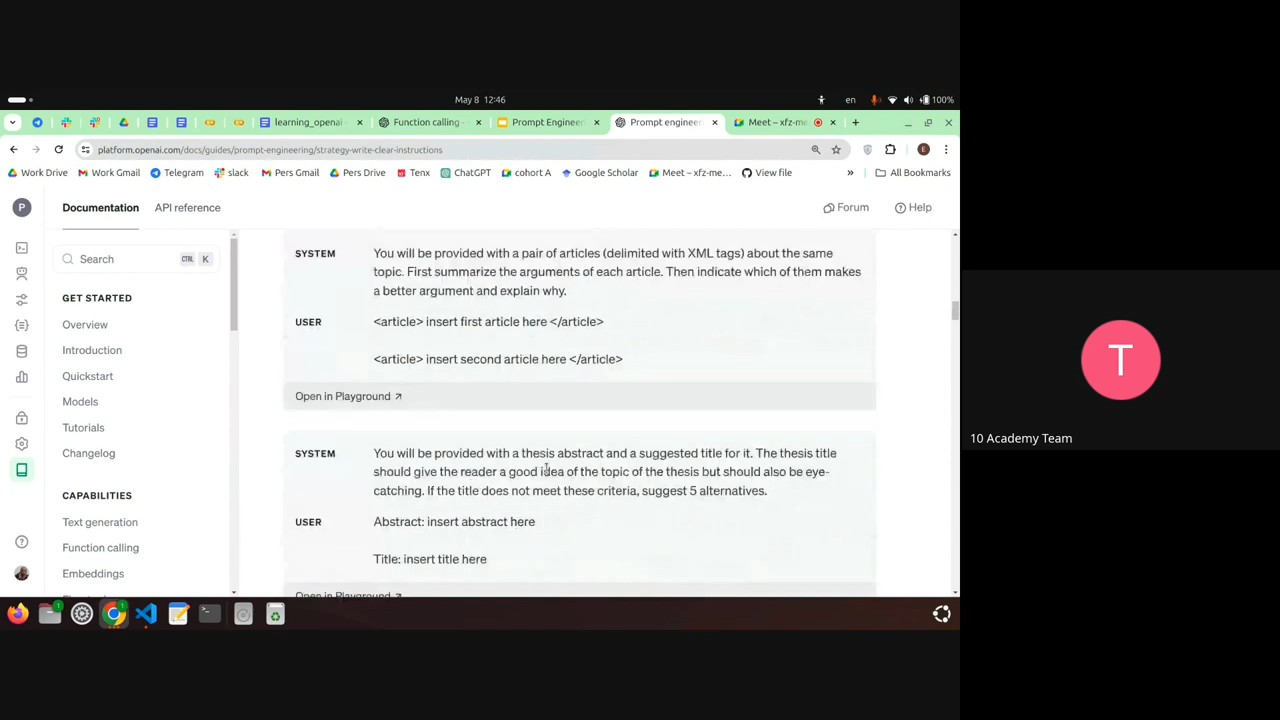 May 8 12:46
en
100%
learning_openai -
Function calling -
Prompt Engineer
Prompt engineer
Meet – xfz-m
platform.openai.com/docs/guides/prompt-engineering/strategy-write-clear-instructions
E
Work Drive
Work Gmail
Telegram
slack
Pers Gmail
Pers Drive
Tenx
ChatGPT
cohort A
Google Scholar
Meet – xfz-me...
View file
»
All Bookmarks
P
Documentation
API reference
Forum
Help
Search
CTRL
K
GET STARTED
Overview
Introduction
Quickstart
Models
Tutorials
Changelog
CAPABILITIES
Text generation
Function calling
Embeddings
SYSTEM
You will be provided with a pair of articles (delimited with XML tags) about the same
topic. First summarize the arguments of each article. Then indicate which of them makes
a better argument and explain why.
USER
<article> insert first article here </article>
<article> insert second article here </article>
Open in Playground ↗
SYSTEM
You will be provided with a thesis abstract and a suggested title for it. The thesis title
should give the reader a good idea of the topic of the thesis but should also be eye-
catching. If the title does not meet these criteria, suggest 5 alternatives.
USER
Abstract: insert abstract here
Title: insert title here
Open in Playground ↗
1
1
T
10 Academy Team